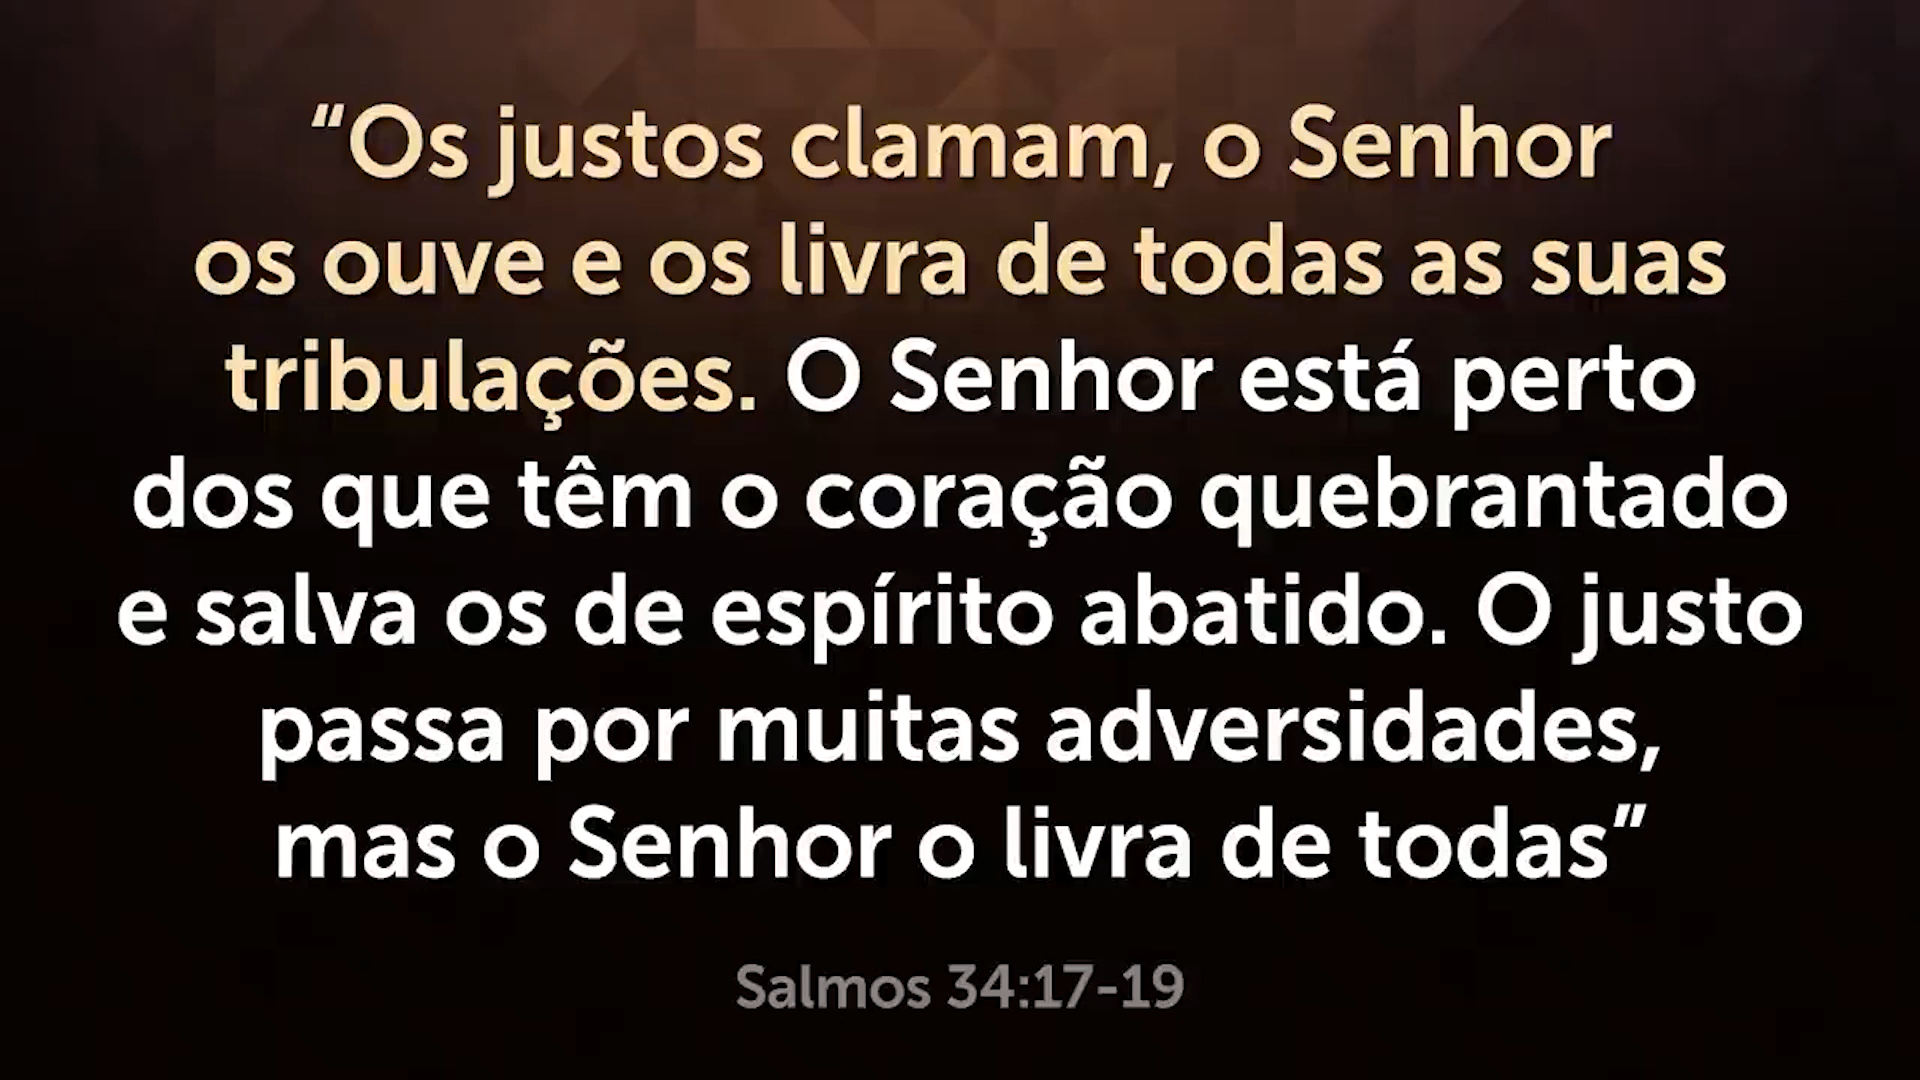 “Os justos clamam, o Senhor
os ouve e os livra de todas as suas
tribulações. O Senhor está perto
dos que têm o coração quebrantado
e salva os de espírito abatido. O justo
passa por muitas adversidades,
mas o Senhor o livra de todas”
Salmos 34:17-19